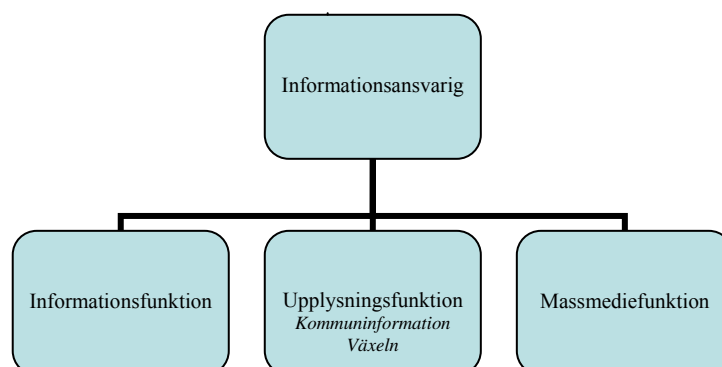 Informationsansvarig
Informationsfunktion
Upplysningsfunktion
Kommuninformation
Växeln
Massmediefunktion